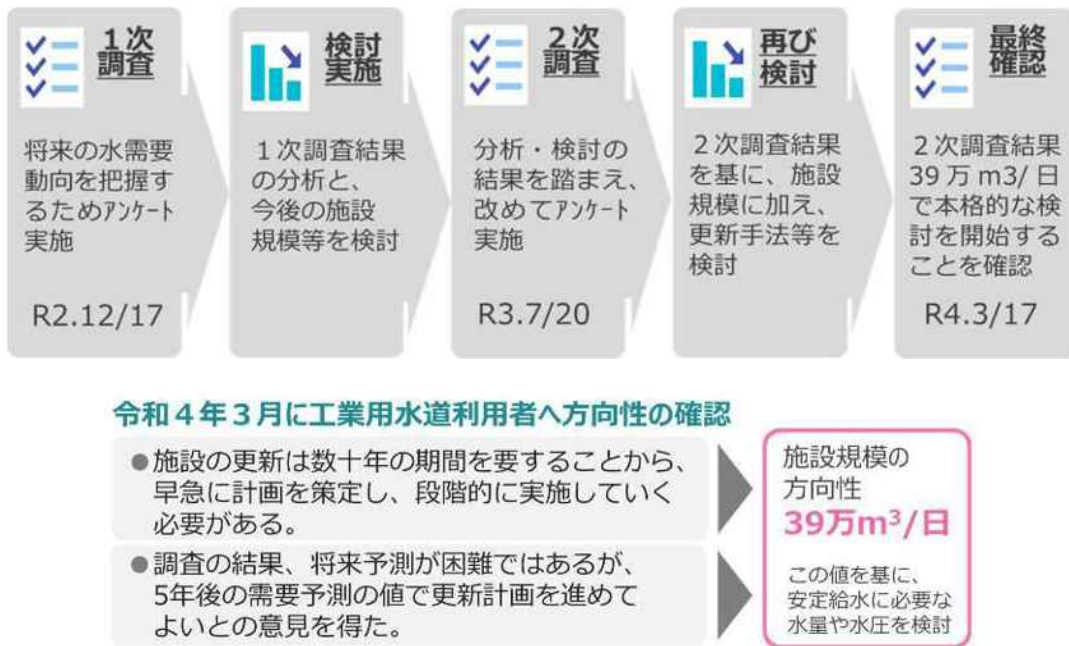 1次
調査
将来の水需要
動向を把握す
るためｱﾝｹｰﾄ
実施
R2.12/17
検討
実施
1次調査結果
の分析と、
今後の施設
規模等を検討
2次
調査
分析・検討の
結果を踏まえ、
改めてｱﾝｹｰﾄ
実施
R3.7/20
再び
検討
2次調査結果
を基に、施設
規模に加え、
更新手法等を
検討
最終
確認
2次調査結果
39万m3/日
で本格的な検
討を開始する
ことを確認
R4.3/17
令和4年3月に工業用水道利用者へ方向性の確認
●施設の更新は数十年の期間を要することから、
早急に計画を策定し、段階的に実施していく
必要がある。
●調査の結果、将来予測が困難ではあるが、
5年後の需要予測の値で更新計画を進めて
よいとの意見を得た。
施設規模の
方向性
39万m³/日
この値を基に、
安定給水に必要な
水量や水圧を検討